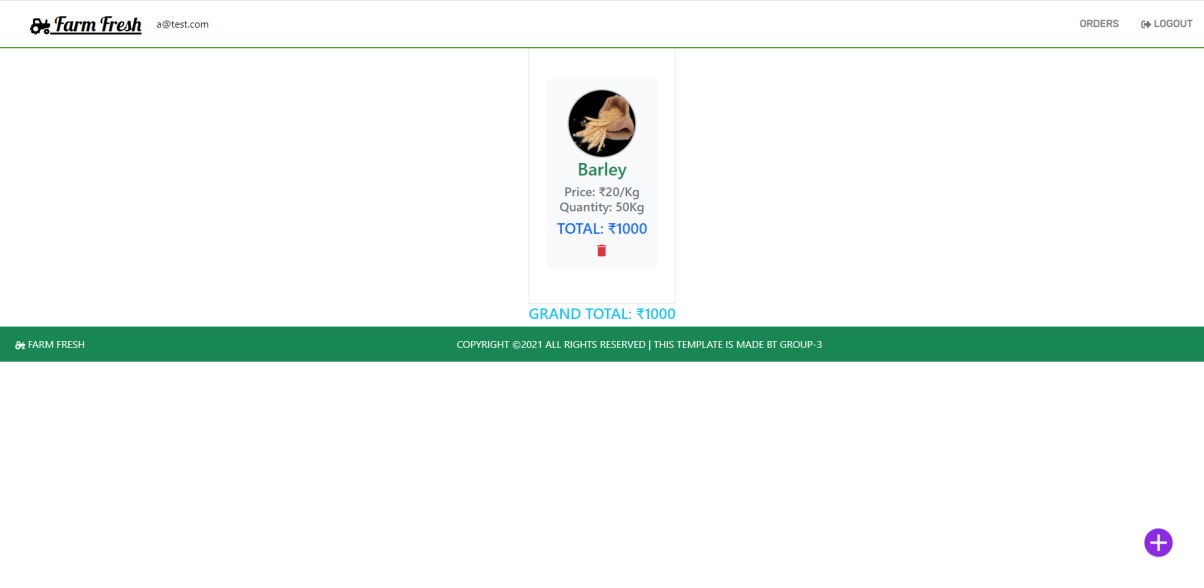 Farm Fresh a@test.com ORDERS LOGOUT
Barley
Price: ₹20/Kg
Quantity: 50Kg
TOTAL: ₹1000
GRAND TOTAL: ₹1000
FARM FRESH COPYRIGHT ©2021 ALL RIGHTS RESERVED | THIS TEMPLATE IS MADE BT GROUP-3